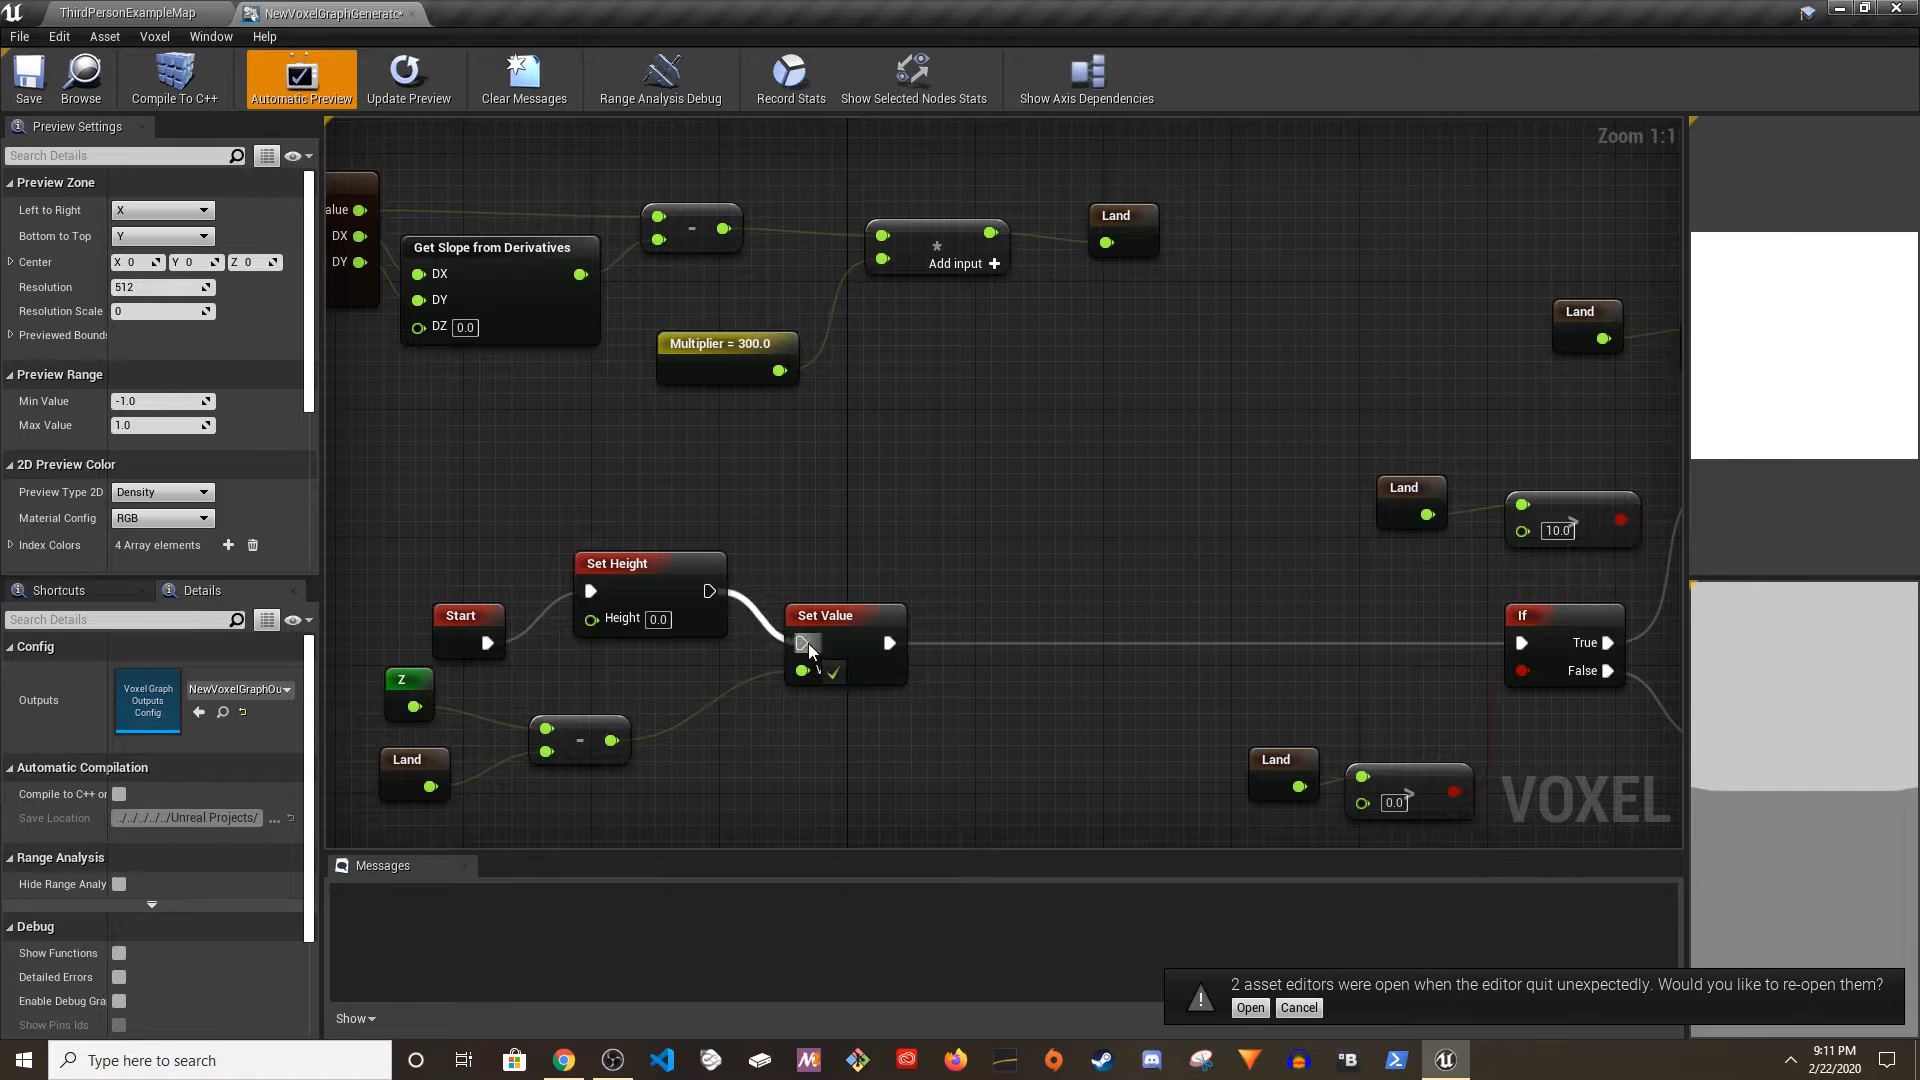 ThirdPersonExampleMap
NewVoxelGraphGenerato
File Edit Asset Voxel Window Help
Save
Browse
Compile To C++
Automatic Preview
Update Preview
Clear Messages
Range Analysis Debug
Record Stats
Show Selected Nodes Stats
Show Axis Dependencies
Preview Settings
Search Details
Preview Zone
Left to Right X
Bottom to Top Y
Center X 0 Y 0 Z 0
Resolution 512
Resolution Scale 0
Previewed Bound
Preview Range
Min Value -1.0
Max Value 1.0
2D Preview Color
Preview Type 2D Density
Material Config RGB
Index Colors 4 Array elements
Shortcuts
Details
Search Details
Config
Outputs
Voxel Graph
Outputs
Config
NewVoxelGraphOu
Automatic Compilation
Compile to C++ or
Save Location ../../../../../Unreal Projects/ ...
Range Analysis
Hide Range Analy
Debug
Show Functions
Detailed Errors
Enable Debug Gra
Show Pins Ids
Zoom 1:1
alue
DX
DY
Get Slope from Derivatives
DX
DY
DZ 0.0
-
*
Add input +
Land
Multiplier = 300.0
Land
Land
>
10.0
Set Height
Height 0.0
Start
Set Value
Z
Land
-
If
True
False
Land
>
0.0
VOXEL
Messages
Show
2 asset editors were open when the editor quit unexpectedly. Would you like to re-open them?
Open Cancel
Type here to search
9:11 PM
2/22/2020